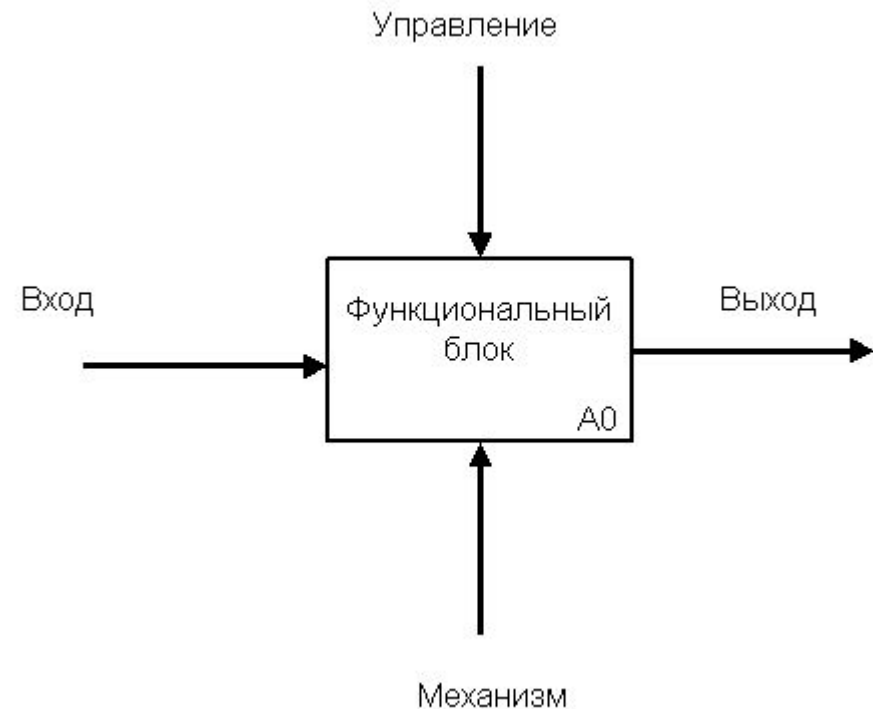 Управление
Вход
Функциональный
блок
Выход
A0
Механизм